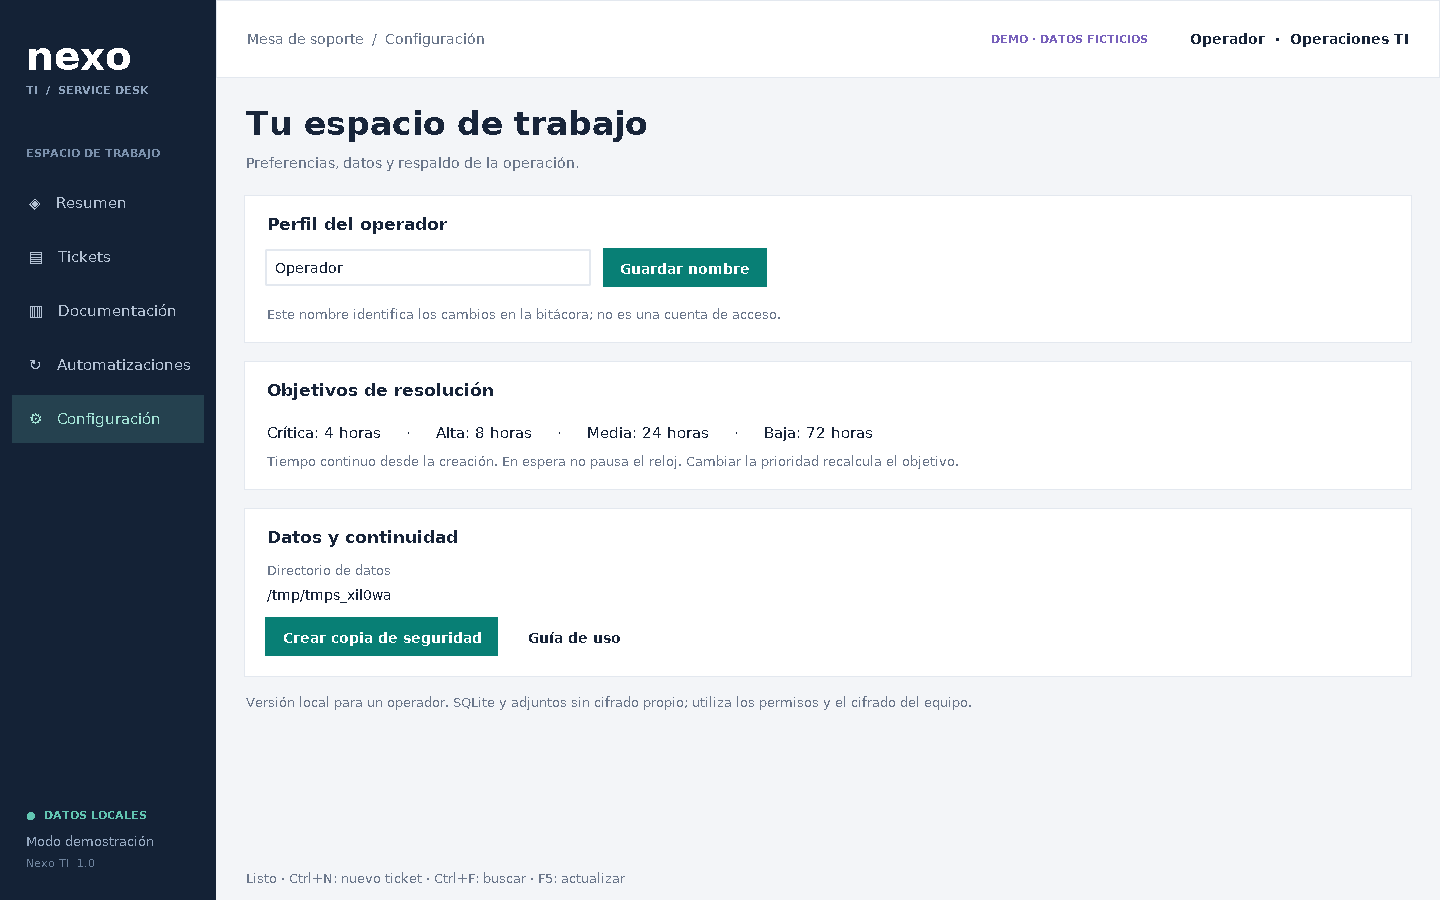 nexo
TI / SERVICE DESK
ESPACIO DE TRABAJO
Resumen
Tickets
Documentación
Automatizaciones
Configuración
DATOS LOCALES
Modo demostración
Nexo TI 1.0
Mesa de soporte / Configuración
DEMO · DATOS FICTICIOS
Operador · Operaciones TI
Tu espacio de trabajo
Preferencias, datos y respaldo de la operación.
Perfil del operador
Operador
Guardar nombre
Este nombre identifica los cambios en la bitácora; no es una cuenta de acceso.
Objetivos de resolución
Crítica: 4 horas · Alta: 8 horas · Media: 24 horas · Baja: 72 horas
Tiempo continuo desde la creación. En espera no pausa el reloj. Cambiar la prioridad recalcula el objetivo.
Datos y continuidad
Directorio de datos
/tmp/tmps_xil0wa
Crear copia de seguridad
Guía de uso
Versión local para un operador. SQLite y adjuntos sin cifrado propio; utiliza los permisos y el cifrado del equipo.
Listo · Ctrl+N: nuevo ticket · Ctrl+F: buscar · F5: actualizar